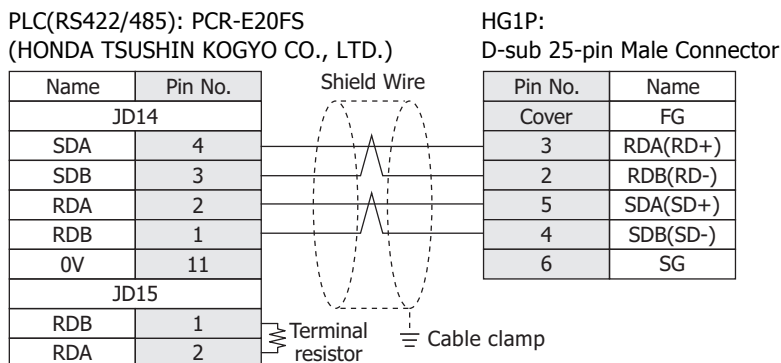 PLC(RS422/485): PCR-E20FS
(HONDA TSUSHIN KOGYO CO., LTD.)
HG1P:
D-sub 25-pin Male Connector
Name Pin No. Shield Wire Pin No. Name
JD14 Cover FG
SDA 4 3 RDA(RD+)
SDB 3 2 RDB(RD-)
RDA 2 5 SDA(SD+)
RDB 1 4 SDB(SD-)
0V 11 6 SG
JD15
RDB 1 Terminal
RDA 2 resistor
Cable clamp